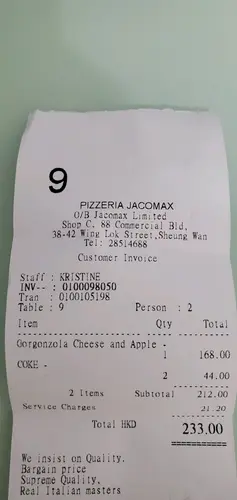 9
PIZZERIA JACOMAX
O/B Jacomax Limited
Shop C. 88 Commercial Bld,
38-42 Wing Lok Street,Sheung Wan
Tel: 28514688
Customer Invoice
Staff : KRISTINE
INV--: 0100098050
Tran : 0100105198
Table : 9 Person : 2
Item Qty Total
Gorgonzola Cheese and Apple -
1 168.00
COKE -
2 44.00
2 Items Subtotal 212.00
Service Charges 21.20
Total HKD 233.00
We insist on Quality.
Bargain price
Supreme Quality,
Real Italian masters